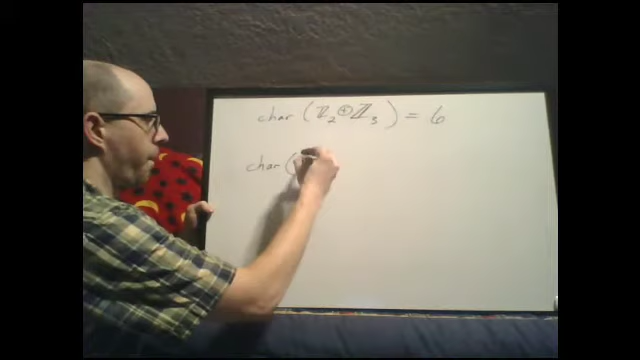 char (ℤ₂⊕ℤ₃) = 6
char (